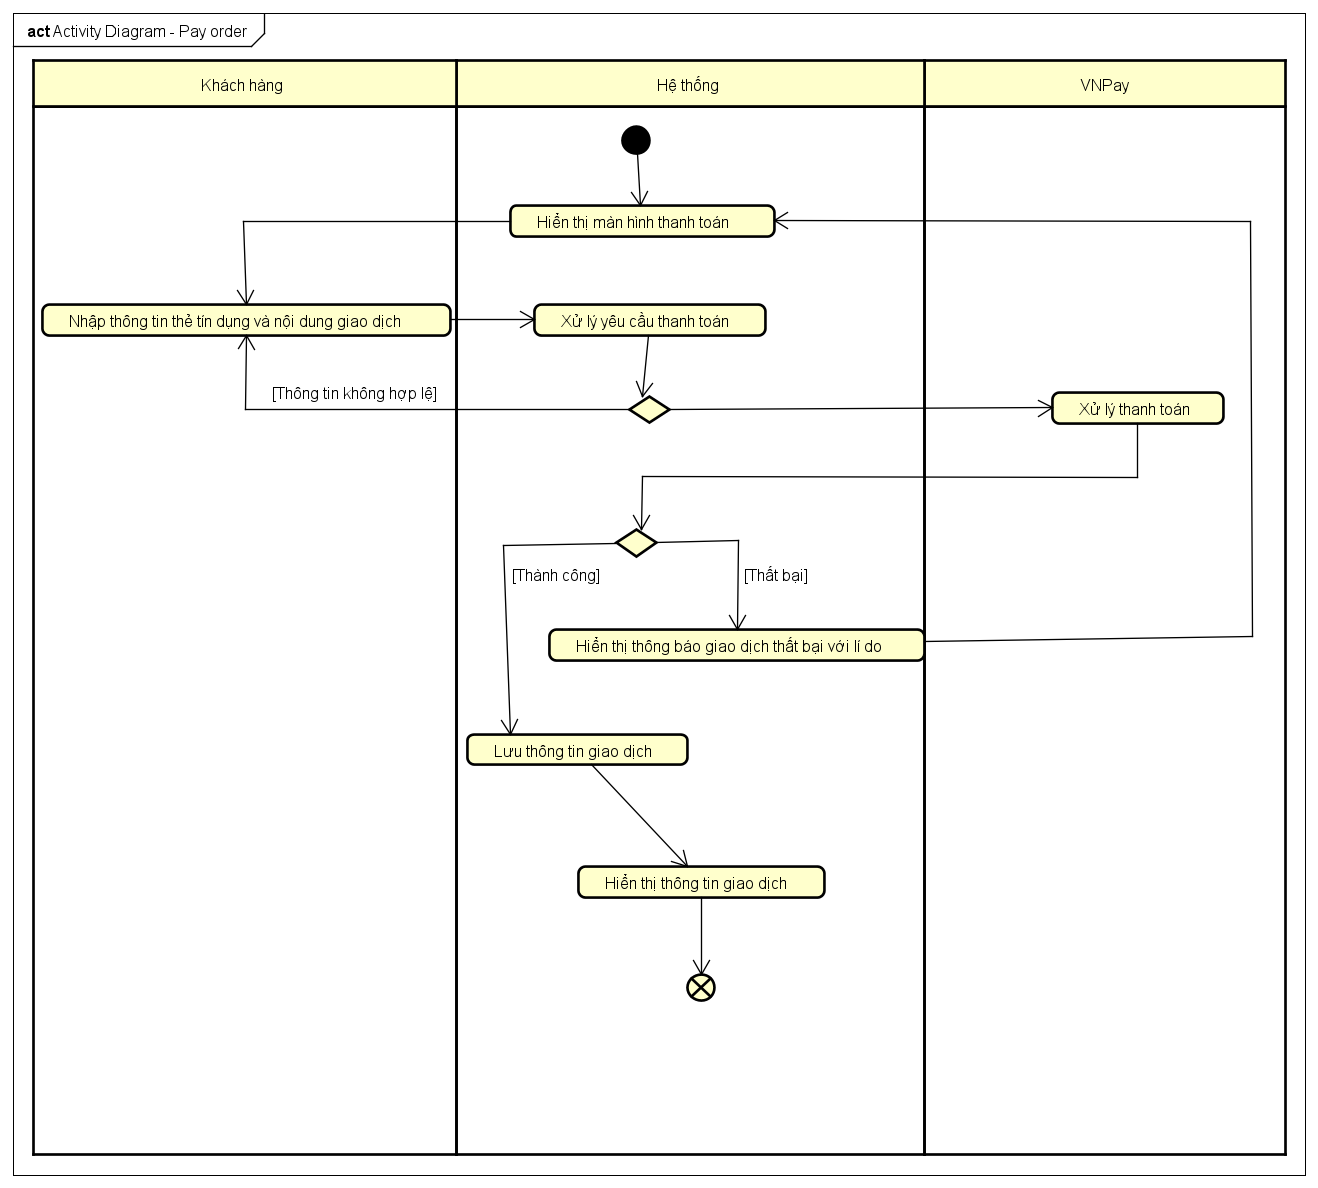 act Activity Diagram - Pay order
Khách hàng
Hệ thống
VNPay
Hiển thị màn hình thanh toán
Nhập thông tin thẻ tín dụng và nội dung giao dịch
Xử lý yêu cầu thanh toán
[Thông tin không hợp lệ]
Xử lý thanh toán
[Thành công]
[Thất bại]
Hiển thị thông báo giao dịch thất bại với lí do
Lưu thông tin giao dịch
Hiển thị thông tin giao dịch